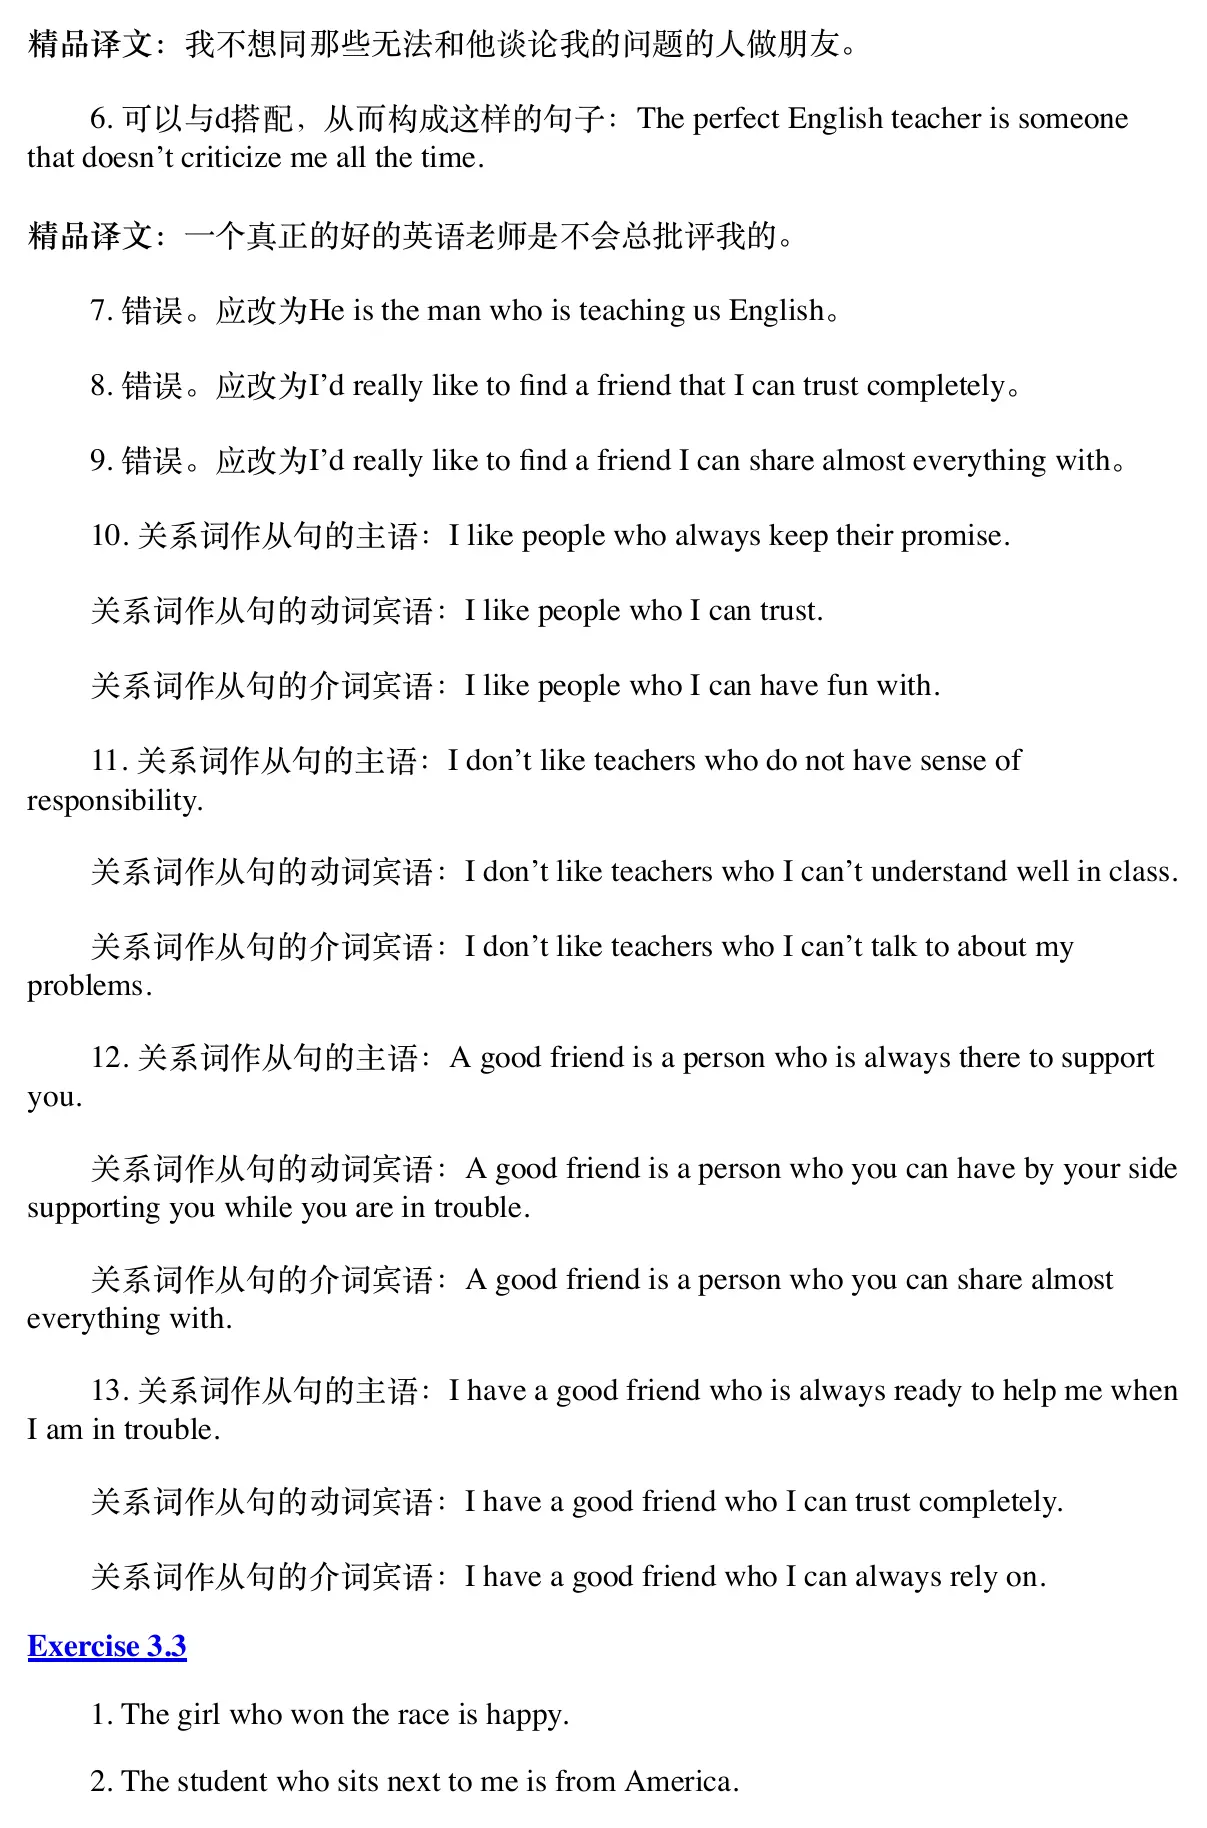 精品译文：我不想同那些无法和他谈论我的问题的人做朋友。
6. 可以与d搭配，从而构成这样的句子：The perfect English teacher is someone
that doesn’t criticize me all the time.
精品译文：一个真正的好的英语老师是不会总批评我的。
7. 错误。应改为He is the man who is teaching us English。
8. 错误。应改为I’d really like to find a friend that I can trust completely。
9. 错误。应改为I’d really like to find a friend I can share almost everything with。
10. 关系词作从句的主语：I like people who always keep their promise.
关系词作从句的动词宾语：I like people who I can trust.
关系词作从句的介词宾语：I like people who I can have fun with.
11. 关系词作从句的主语：I don’t like teachers who do not have sense of
responsibility.
关系词作从句的动词宾语：I don’t like teachers who I can’t understand well in class.
关系词作从句的介词宾语：I don’t like teachers who I can’t talk to about my
problems.
12. 关系词作从句的主语：A good friend is a person who is always there to support
you.
关系词作从句的动词宾语：A good friend is a person who you can have by your side
supporting you while you are in trouble.
关系词作从句的介词宾语：A good friend is a person who you can share almost
everything with.
13. 关系词作从句的主语：I have a good friend who is always ready to help me when
I am in trouble.
关系词作从句的动词宾语：I have a good friend who I can trust completely.
关系词作从句的介词宾语：I have a good friend who I can always rely on.
Exercise 3.3
1. The girl who won the race is happy.
2. The student who sits next to me is from America.